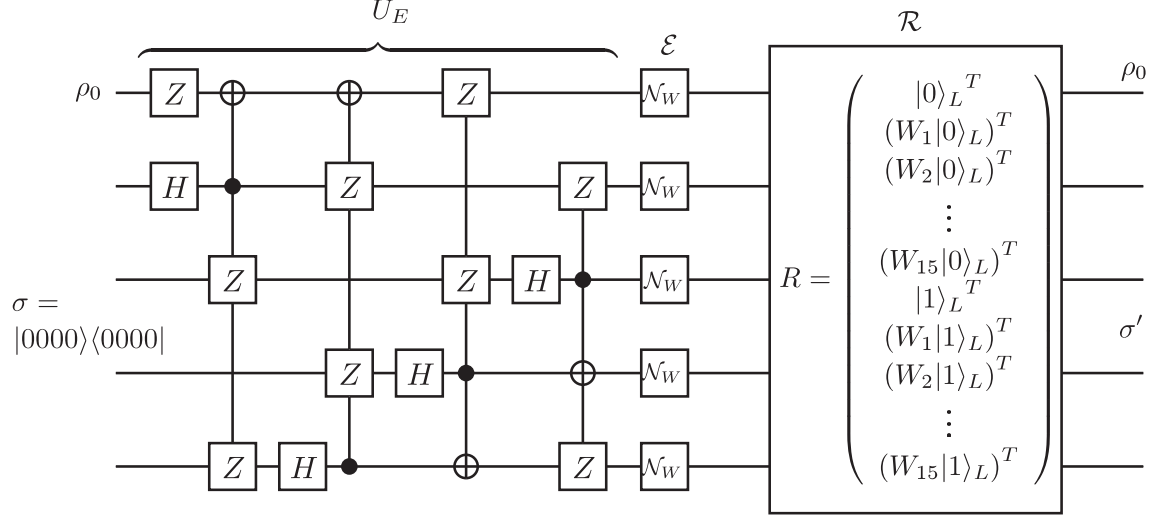 U_E
ℰ
ℛ
ρ₀ Z Z 𝒩_W ρ₀
H Z Z 𝒩_W
Z Z H 𝒩_W
Z H 𝒩_W
Z H Z 𝒩_W
σ =
|0000⟩⟨0000|
R =
|0⟩_L^T
(W₁|0⟩_L)^T
(W₂|0⟩_L)^T
⋮
(W₁₅|0⟩_L)^T
|1⟩_L^T
(W₁|1⟩_L)^T
(W₂|1⟩_L)^T
⋮
(W₁₅|1⟩_L)^T
σ′